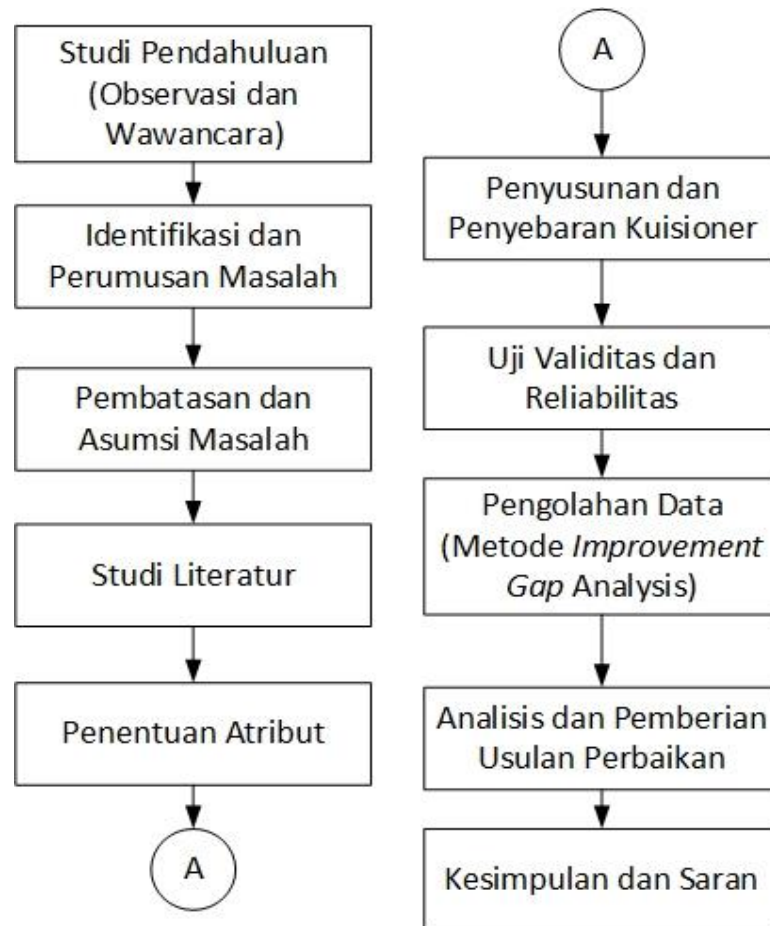 Studi Pendahuluan
(Observasi dan
Wawancara)
Identifikasi dan
Perumusan Masalah
Pembatasan dan
Asumsi Masalah
Studi Literatur
Penentuan Atribut
A
A
Penyusunan dan
Penyebaran Kuisioner
Uji Validitas dan
Reliabilitas
Pengolahan Data
(Metode Improvement
Gap Analysis)
Analisis dan Pemberian
Usulan Perbaikan
Kesimpulan dan Saran